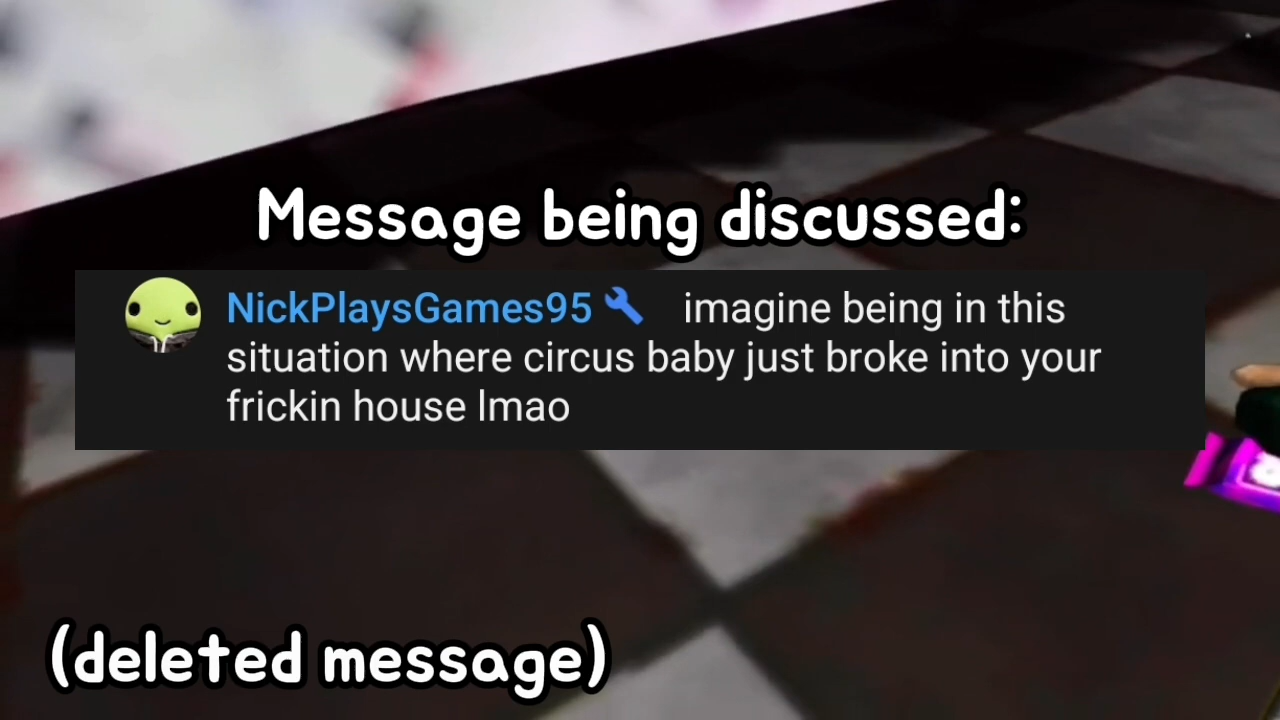 Message being discussed:
NickPlaysGames95 imagine being in this
situation where circus baby just broke into your
frickin house lmao
(deleted message)